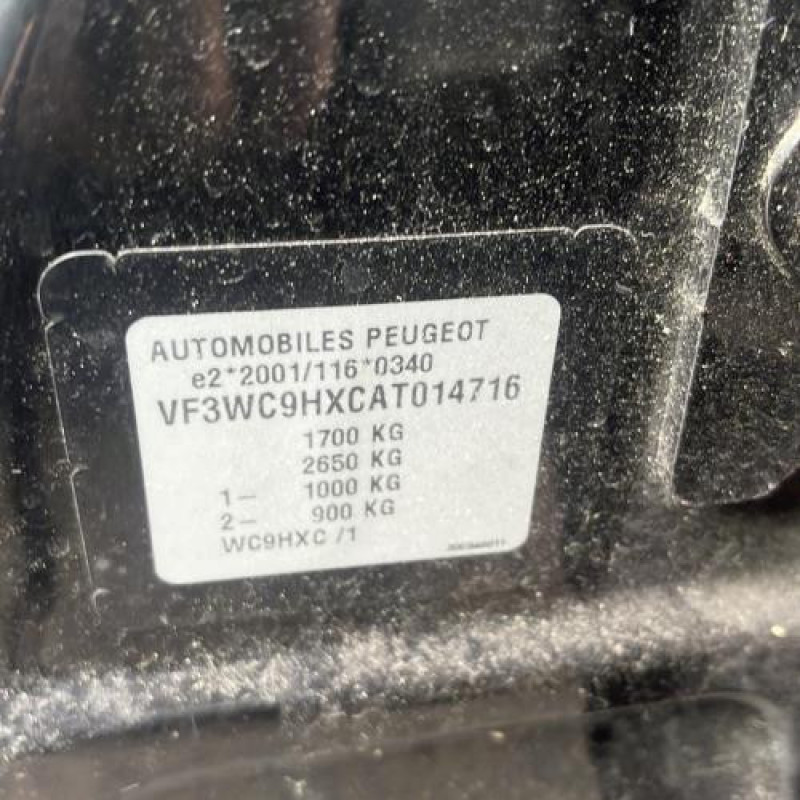 AUTOMOBILES PEUGEOT
e2*2001/116*0340
VF3WC9HXCAT014716
1700 KG
2650 KG
1- 1000 KG
2- 900 KG
WC9HXC /1